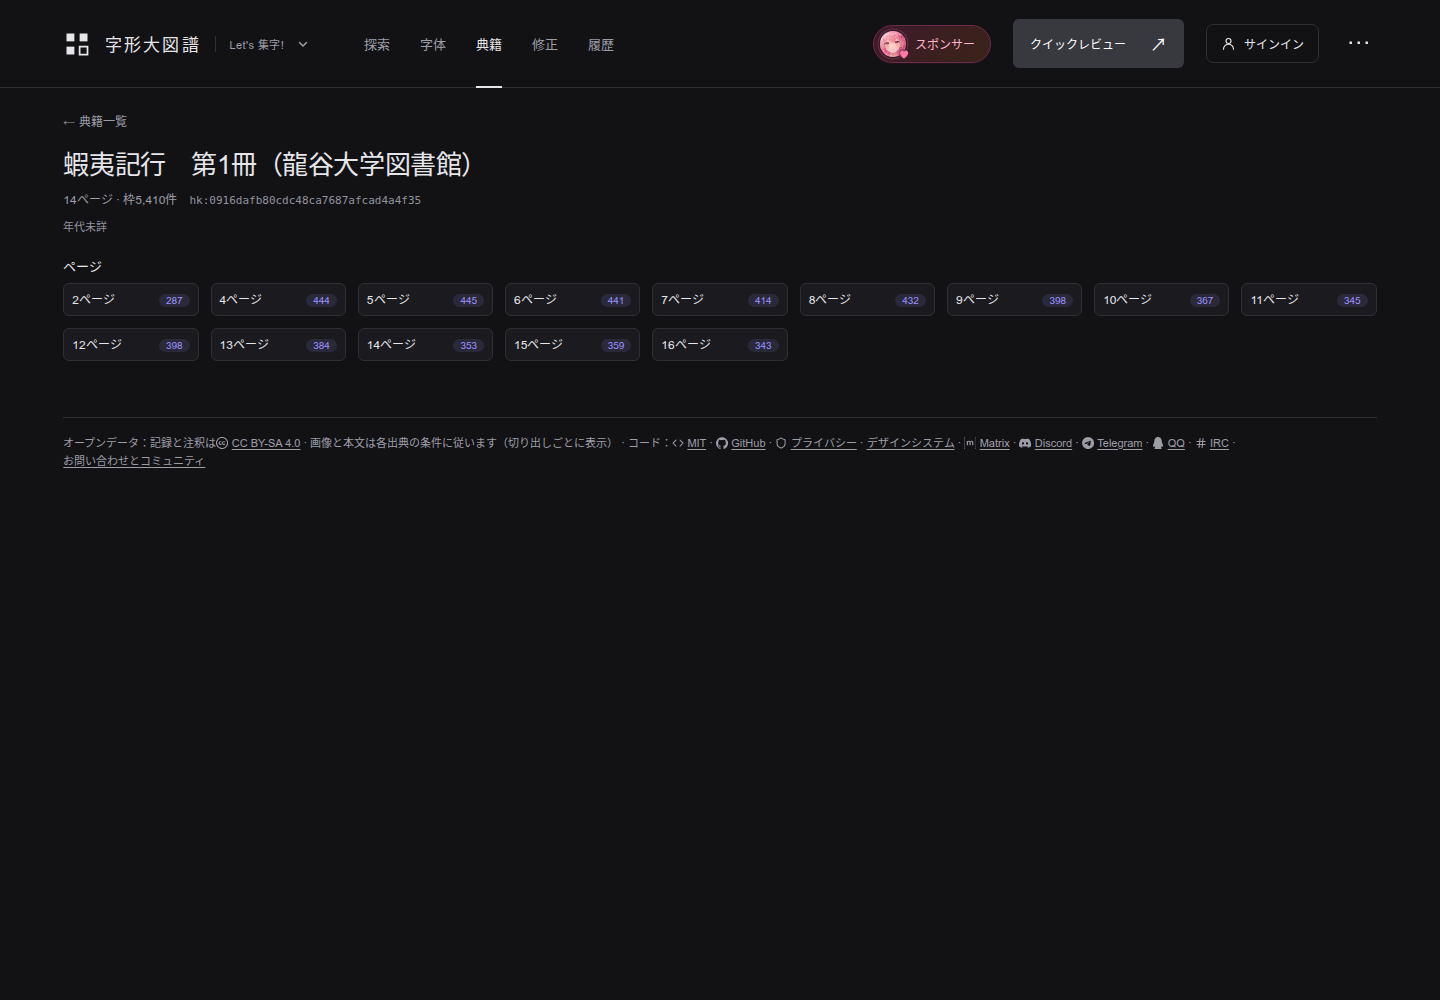 字形大図譜 Let's 集字! 探索 字体 典籍 修正 履歴 スポンサー クイックレビュー ↗ サインイン ···
← 典籍一覧
蝦夷記行　第1冊（龍谷大学図書館）
14ページ · 枠5,410件 hk:0916dafb80cdc48ca7687afcad4a4f35
年代未詳
ページ
2ページ 287 4ページ 444 5ページ 445 6ページ 441 7ページ 414 8ページ 432 9ページ 398 10ページ 367 11ページ 345
12ページ 398 13ページ 384 14ページ 353 15ページ 359 16ページ 343
オープンデータ：記録と注釈は CC BY-SA 4.0 · 画像と本文は各出典の条件に従います（切り出しごとに表示） · コード： MIT · GitHub · プライバシー · デザインシステム · [m] Matrix · Discord · Telegram · QQ · # IRC ·
お問い合わせとコミュニティ